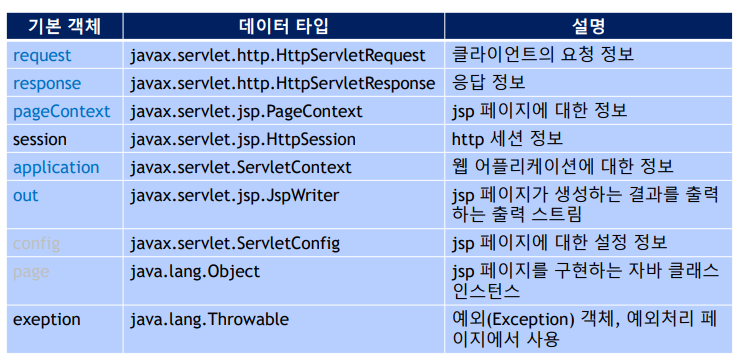 기본 객체 데이터 타입 설명
request javax.servlet.http.HttpServletRequest 클라이언트의 요청 정보
response javax.servlet.http.HttpServletResponse 응답 정보
pageContext javax.servlet.jsp.PageContext jsp 페이지에 대한 정보
session javax.servlet.jsp.HttpSession http 세션 정보
application javax.servlet.ServletContext 웹 어플리케이션에 대한 정보
out javax.servlet.jsp.JspWriter jsp 페이지가 생성하는 결과를 출력
하는 출력 스트림
config javax.servlet.ServletConfig jsp 페이지에 대한 설정 정보
page java.lang.Object jsp 페이지를 구현하는 자바 클래스
인스턴스
exeption java.lang.Throwable 예외(Exception) 객체, 예외처리 페
이지에서 사용